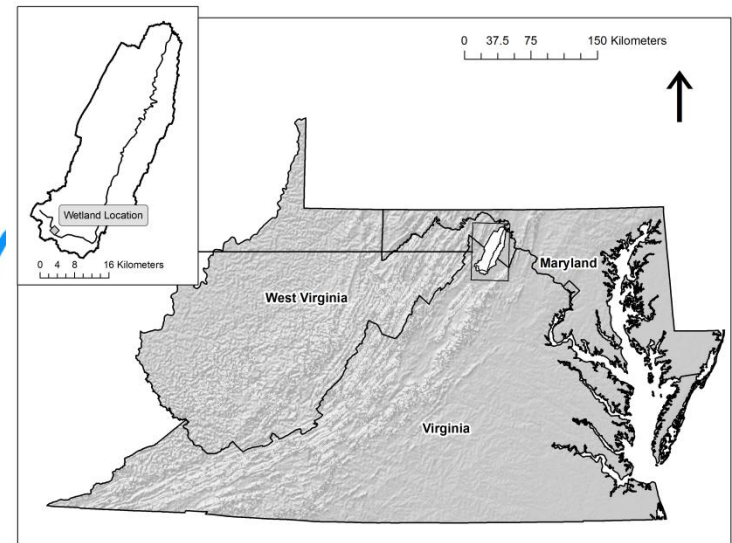 0 37.5 75 150 Kilometers
Wetland Location
0 4 8 16 Kilometers
Maryland
West Virginia
Virginia